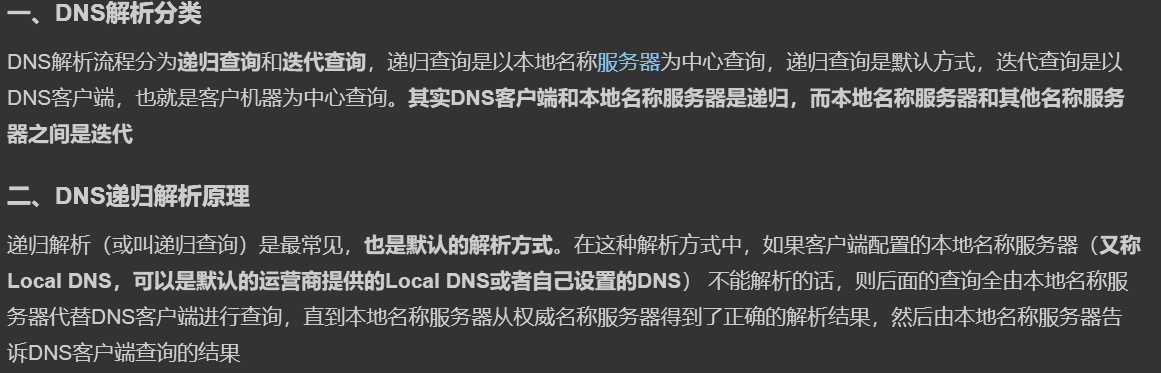 一、DNS解析分类
DNS解析流程分为递归查询和迭代查询，递归查询是以本地名称服务器为中心查询，递归查询是默认方式，迭代查询是以
DNS客户端，也就是客户机器为中心查询。其实DNS客户端和本地名称服务器是递归，而本地名称服务器和其他名称服务
器之间是迭代
二、DNS递归解析原理
递归解析（或叫递归查询）是最常见，也是默认的解析方式。在这种解析方式中，如果客户端配置的本地名称服务器（又称
Local DNS，可以是默认的运营商提供的Local DNS或者自己设置的DNS） 不能解析的话，则后面的查询全由本地名称服
务器代替DNS客户端进行查询，直到本地名称服务器从权威名称服务器得到了正确的解析结果，然后由本地名称服务器告
诉DNS客户端查询的结果